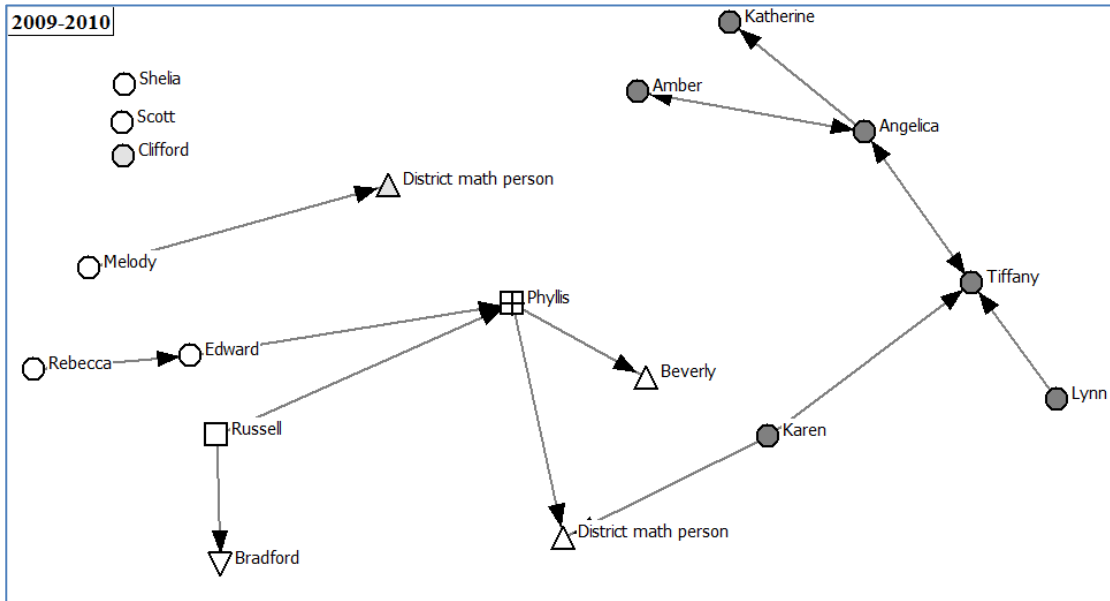 2009-2010
Katherine
Shelia
Amber
Scott
Angelica
Clifford
District math person
Melody
Tiffany
Phyllis
Edward
Rebecca
Beverly
Lynn
Russell
Karen
District math person
Bradford